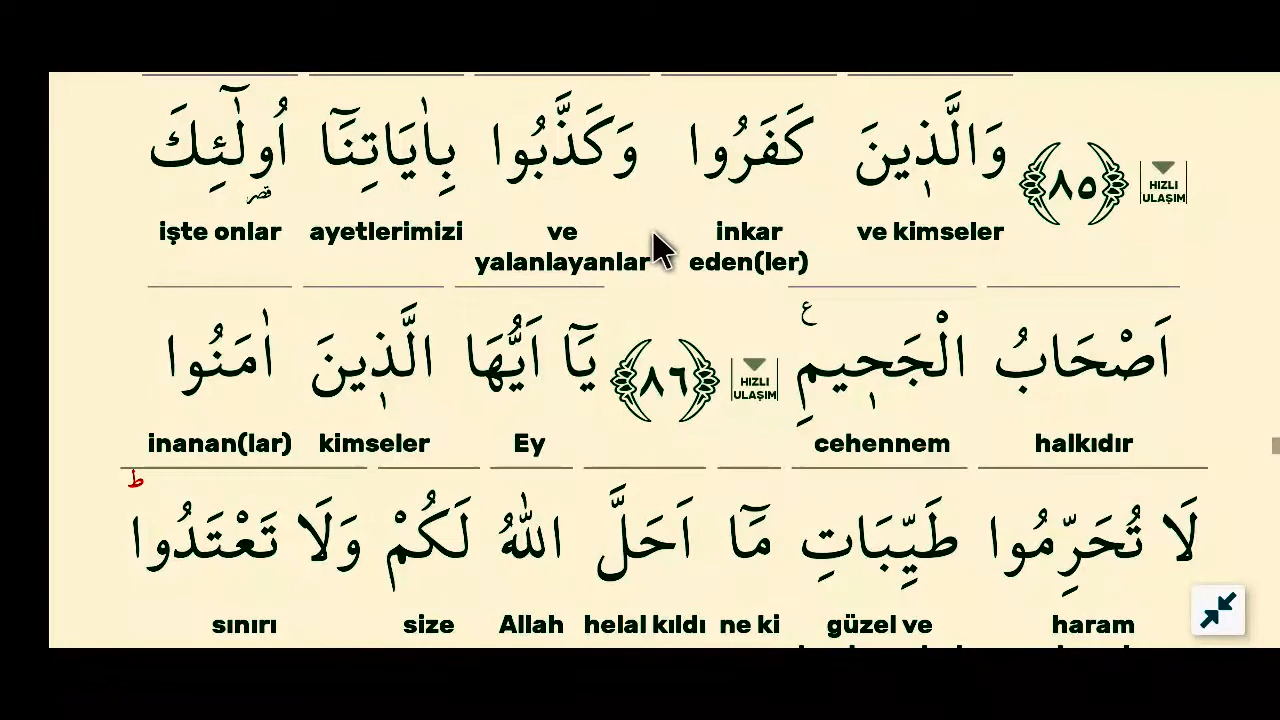 وَالَّذ۪ينَ كَفَرُوا وَكَذَّبُوا بِاٰيَاتِنَٓا اُو۬لٰٓئِكَ ﴿٨٥﴾
قصر
HIZLI ULAŞIM
ve kimseler inkar eden(ler) ve yalanlayanlar ayetlerimizi işte onlar
اَصْحَابُ الْجَح۪يمِ ع ﴿٨٦﴾ يَٓا اَيُّهَا الَّذ۪ينَ اٰمَنُوا
HIZLI ULAŞIM
halkıdır cehennem Ey kimseler inanan(lar)
لَا تُحَرِّمُوا طَيِّبَاتِ مَٓا اَحَلَّ اللّٰهُ لَكُمْ وَلَا تَعْتَدُوا ط
haram güzel ve ne ki helal kıldı Allah size sınırı